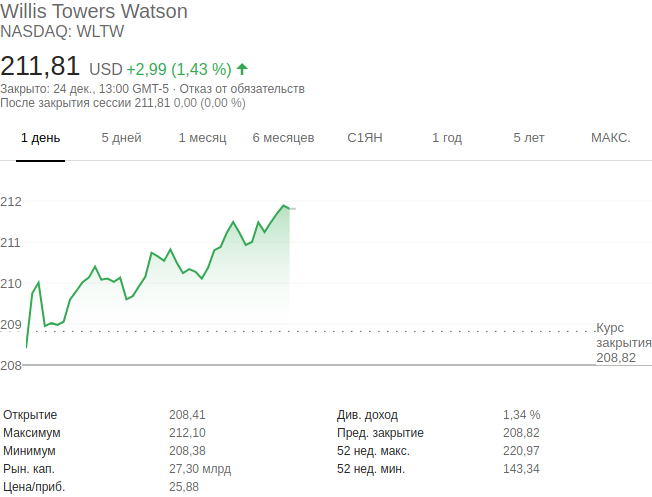 Willis Towers Watson
NASDAQ: WLTW
211,81 USD +2,99 (1,43 %)
Закрыто: 24 дек., 13:00 GMT-5 · Отказ от обязательств
После закрытия сессии 211,81 0,00 (0,00 %)
1 день 5 дней 1 месяц 6 месяцев С1ЯН 1 год 5 лет МАКС.
212
211
210
209
Курс
закрытия
208,82
208
Открытие 208,41 Див. доход 1,34 %
Максимум 212,10 Пред. закрытие 208,82
Минимум 208,38 52 нед. макс. 220,97
Рын. кап. 27,30 млрд 52 нед. мин. 143,34
Цена/приб. 25,88